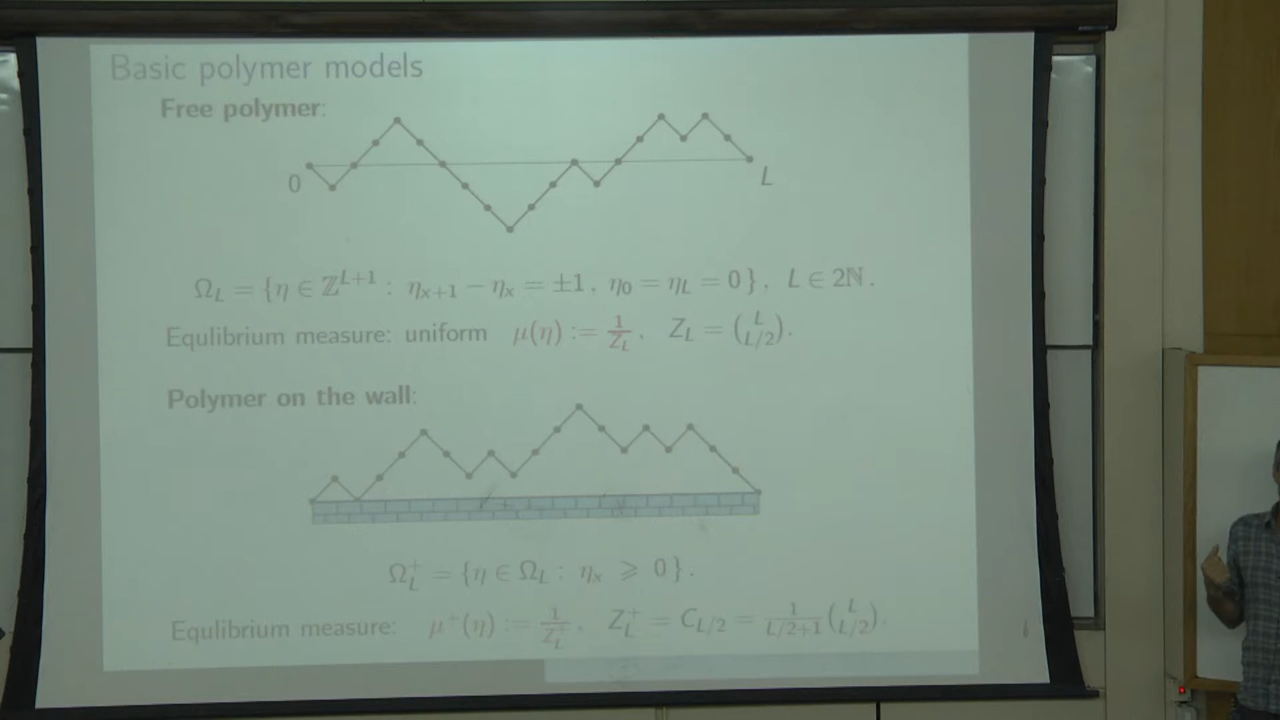 Basic polymer models
Free polymer:
0 L
Ω_L = {η ∈ ℤ^{L+1} : η_{x+1} − η_x = ±1, η_0 = η_L = 0}, L ∈ 2ℕ.
Equlibrium measure: uniform μ(η) := 1/Z_L, Z_L = (L choose L/2).
Polymer on the wall:
Ω_L^+ = {η ∈ Ω_L : η_x ⩾ 0}.
Equlibrium measure: μ^+(η) := 1/Z_L^+, Z_L^+ = C_{L/2} = 1/(L/2+1) (L choose L/2).